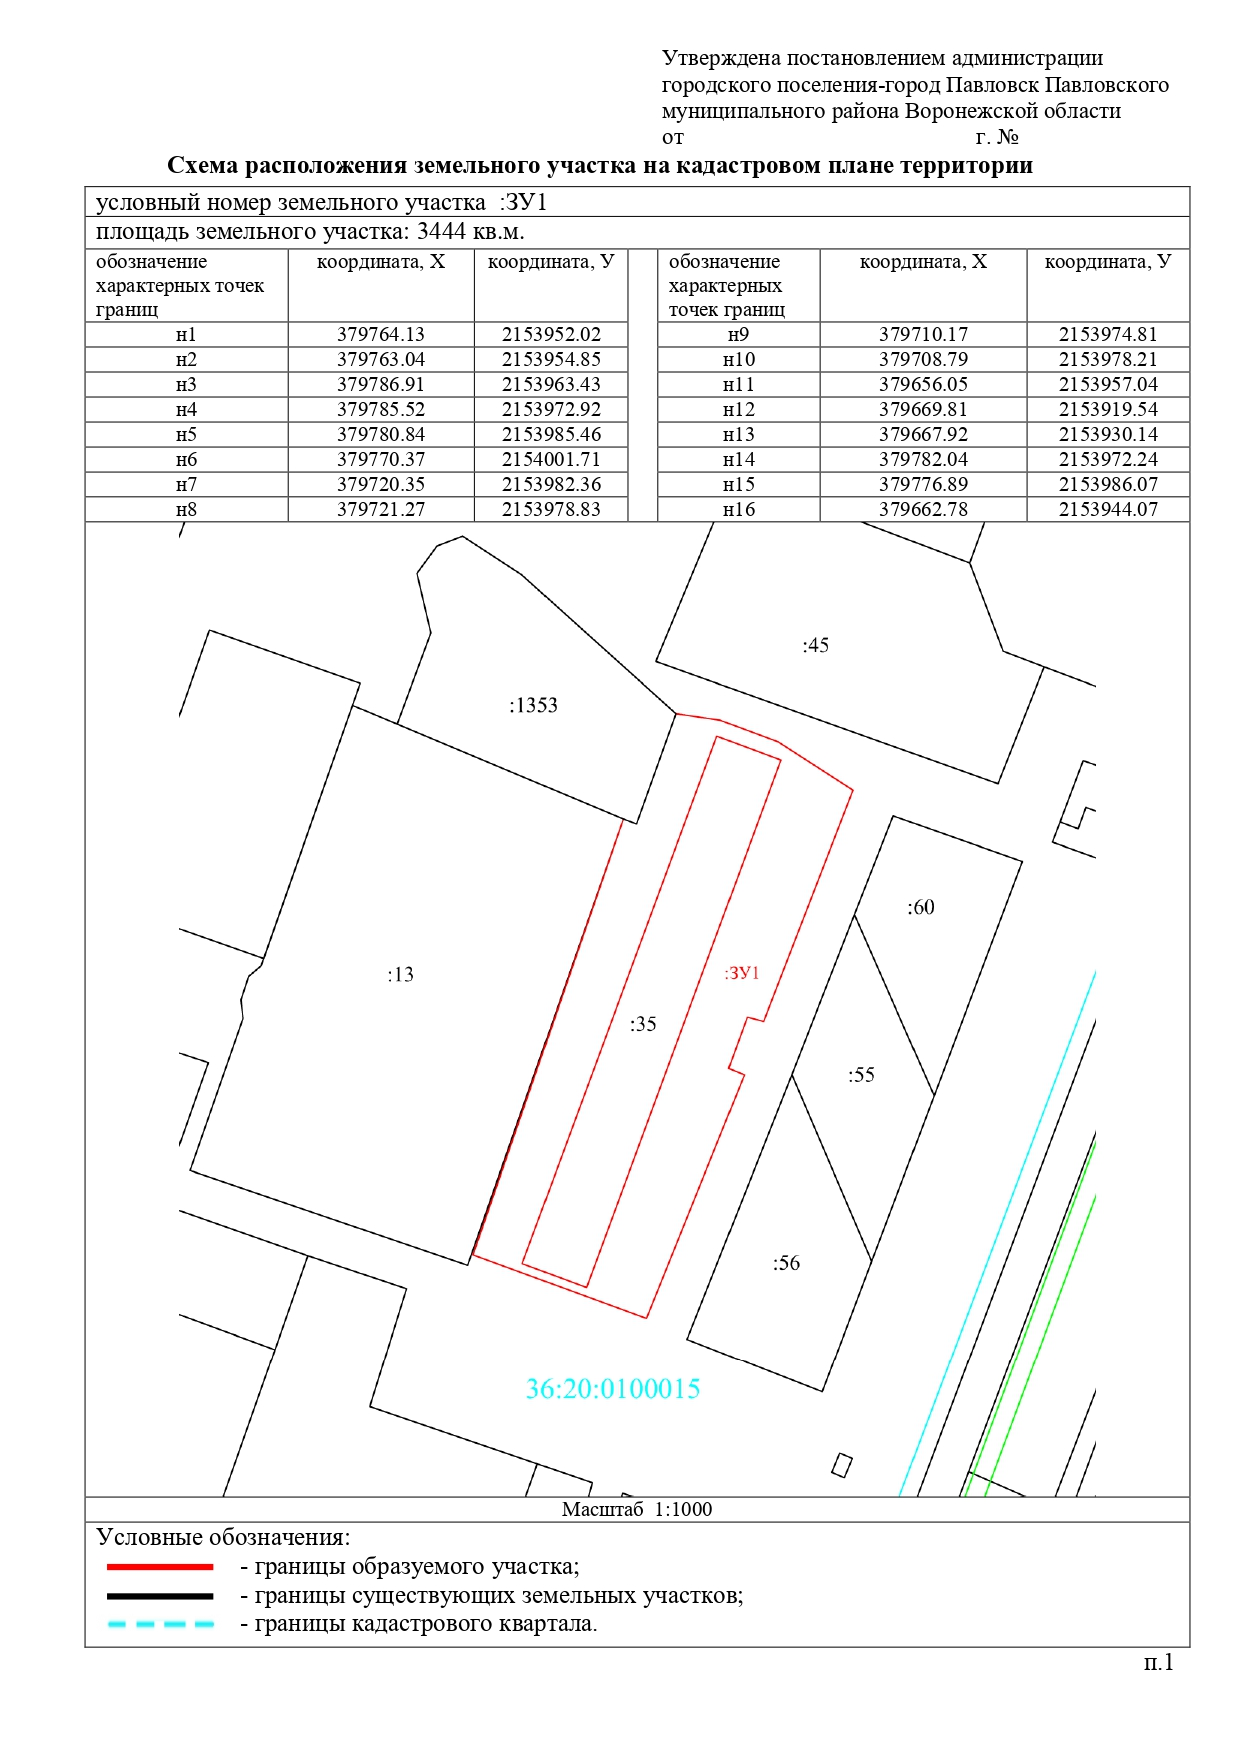 Утверждена постановлением администрации
городского поселения-город Павловск Павловского
муниципального района Воронежской области
от г. №
Схема расположения земельного участка на кадастровом плане территории
условный номер земельного участка :ЗУ1
площадь земельного участка: 3444 кв.м.
обозначение характерных точек границ координата, X координата, У обозначение характерных точек границ координата, X координата, У
н1 379764.13 2153952.02 н9 379710.17 2153974.81
н2 379763.04 2153954.85 н10 379708.79 2153978.21
н3 379786.91 2153963.43 н11 379656.05 2153957.04
н4 379785.52 2153972.92 н12 379669.81 2153919.54
н5 379780.84 2153985.46 н13 379667.92 2153930.14
н6 379770.37 2154001.71 н14 379782.04 2153972.24
н7 379720.35 2153982.36 н15 379776.89 2153986.07
н8 379721.27 2153978.83 н16 379662.78 2153944.07
:45
:1353
:60
:13
:ЗУ1
:35
:55
:56
36:20:0100015
Масштаб 1:1000
Условные обозначения:
- границы образуемого участка;
- границы существующих земельных участков;
- границы кадастрового квартала.
п.1